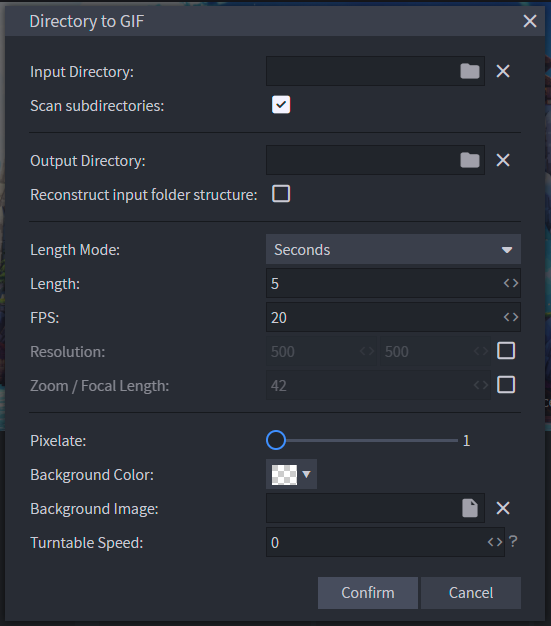 Directory to GIF
Input Directory:
Scan subdirectories:
Output Directory:
Reconstruct input folder structure:
Length Mode: Seconds
Length: 5
FPS: 20
Resolution: 500 500
Zoom / Focal Length: 42
Pixelate: 1
Background Color:
Background Image:
Turntable Speed: 0 ?
Confirm Cancel